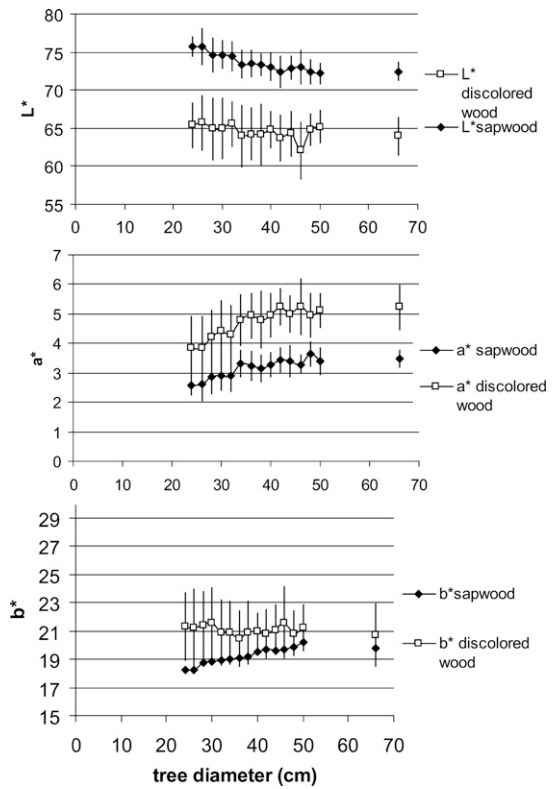 80
75
70
65
60
55
L*
0 10 20 30 40 50 60 70
L*
discolored
wood
L*sapwood
7
6
5
4
3
2
1
0
a*
0 10 20 30 40 50 60 70
a* sapwood
a* discolored
wood
29
27
25
23
21
19
17
15
b*
0 10 20 30 40 50 60 70
tree diameter (cm)
b*sapwood
b* discolored
wood